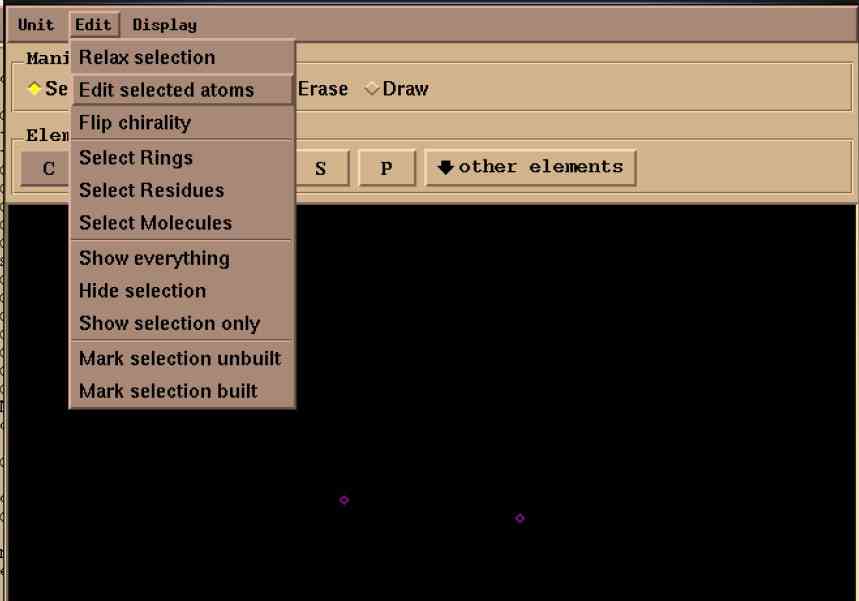 Unit Edit Display
Mani
Relax selection
Se
Edit selected atoms
Erase Draw
Flip chirality
Elem
C
Select Rings
S P other elements
Select Residues
Select Molecules
Show everything
Hide selection
Show selection only
Mark selection unbuilt
Mark selection built